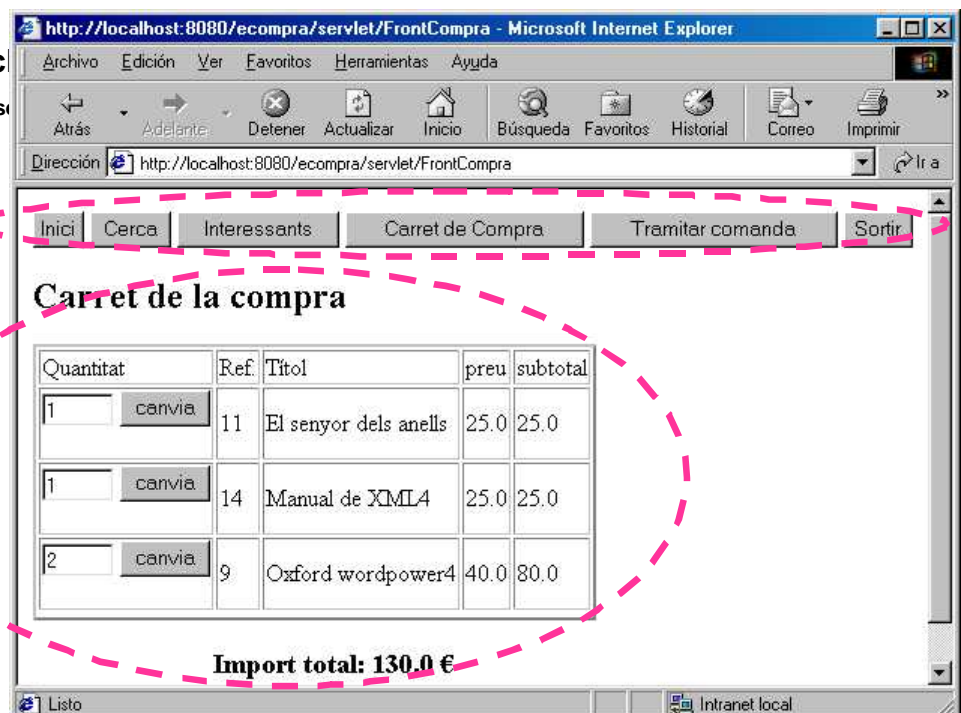 http://localhost:8080/ecompra/servlet/FrontCompra - Microsoft Internet Explorer
Archivo Edición Ver Favoritos Herramientas Ayuda
Atrás Adelante Detener Actualizar Inicio Búsqueda Favoritos Historial Correo Imprimir »
Dirección http://localhost:8080/ecompra/servlet/FrontCompra Ir a
Inici Cerca Interessants Carret de Compra Tramitar comanda Sortir
Carret de la compra
Quantitat Ref. Títol preu subtotal
1 canvia 11 El senyor dels anells 25.0 25.0
1 canvia 14 Manual de XML4 25.0 25.0
2 canvia 9 Oxford wordpower4 40.0 80.0
Import total: 130.0 €
Listo Intranet local